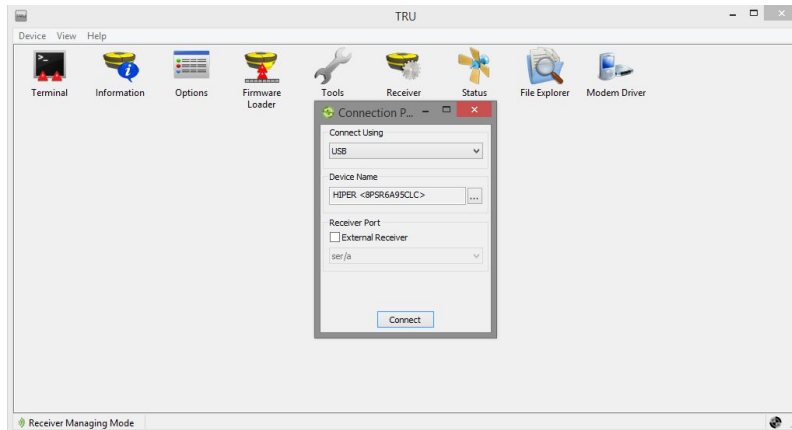 TRU
Device View Help
Terminal Information Options Firmware Loader Tools Receiver Status File Explorer Modem Driver
Connection P...
Connect Using
USB
Device Name
HIPER <8PSR6A95CLC>
...
Receiver Port
External Receiver
ser/a
Connect
Receiver Managing Mode